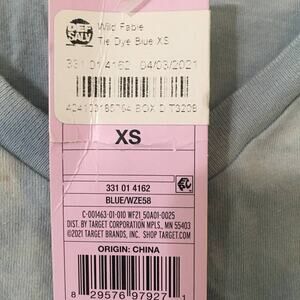 DEP
SALV
Wild Fable
Tie Dye Blue XS
331 01 4162 04/03/2021
XS
331 01 4162
BLUE/WZE58
C-001463-01-010 WF21_50A01-0025
DIST. BY TARGET CORPORATION MPLS., MN 55403
©2021 TARGET BRANDS, INC. SHOP TARGET.COM
ORIGIN: CHINA
8 29576 97927 1